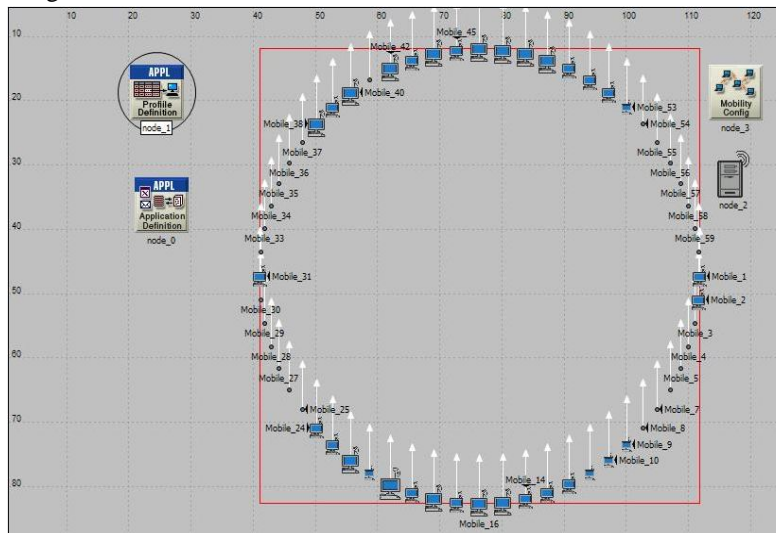 10 20 30 40 50 60 70 80 90 100 110 120
10
20
30
40
50
60
70
80
APPL
Profile
Definition
node_1
APPL
Application
Definition
node_0
Mobility
Config
node_3
node_2
Mobile_45
Mobile_42
Mobile_40
Mobile_38
Mobile_37
Mobile_36
Mobile_35
Mobile_34
Mobile_33
Mobile_31
Mobile_30
Mobile_29
Mobile_28
Mobile_27
Mobile_25
Mobile_24
Mobile_53
Mobile_54
Mobile_55
Mobile_56
Mobile_57
Mobile_58
Mobile_59
Mobile_1
Mobile_2
Mobile_3
Mobile_4
Mobile_5
Mobile_7
Mobile_8
Mobile_9
Mobile_10
Mobile_14
Mobile_16